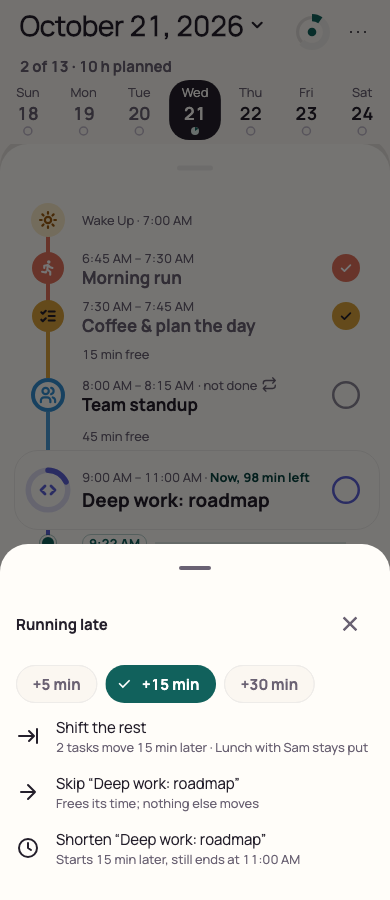 October 21, 2026
...
2 of 13 · 10 h planned
Sun Mon Tue Wed Thu Fri Sat
18 19 20 21 22 23 24
Wake Up · 7:00 AM
6:45 AM – 7:30 AM
Morning run
7:30 AM – 7:45 AM
Coffee & plan the day
15 min free
8:00 AM – 8:15 AM · not done
Team standup
45 min free
9:00 AM – 11:00 AM · Now, 98 min left
Deep work: roadmap
9:22 AM
Running late
+5 min +15 min +30 min
Shift the rest
2 tasks move 15 min later · Lunch with Sam stays put
Skip “Deep work: roadmap”
Frees its time; nothing else moves
Shorten “Deep work: roadmap”
Starts 15 min later, still ends at 11:00 AM